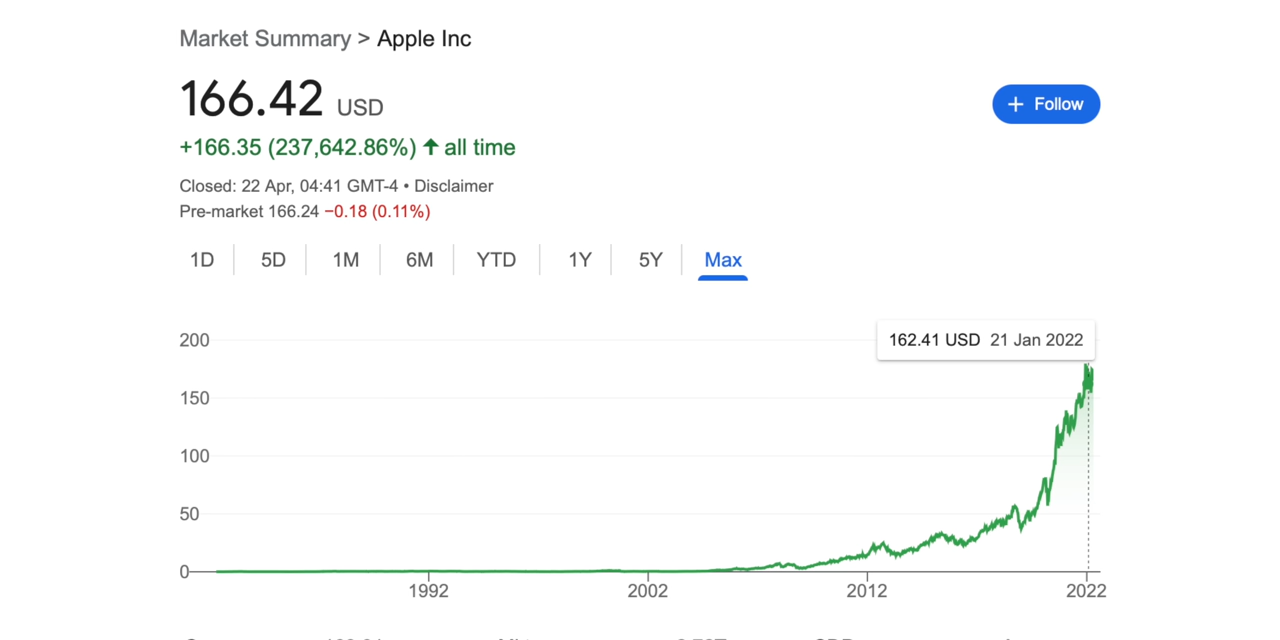 Market Summary > Apple Inc
166.42 USD
+ Follow
+166.35 (237,642.86%) ↑ all time
Closed: 22 Apr, 04:41 GMT-4 • Disclaimer
Pre-market 166.24 −0.18 (0.11%)
1D 5D 1M 6M YTD 1Y 5Y Max
162.41 USD 21 Jan 2022
200
150
100
50
0
1992 2002 2012 2022